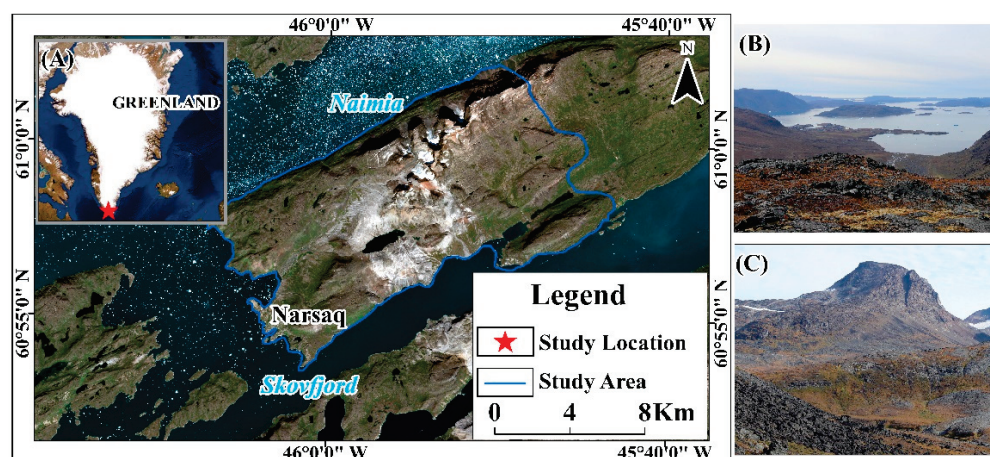 46°0'0" W
45°40'0" W
(A)
GREENLAND
Naimia
N
61°0'0" N
61°0'0" N
Narsaq
Skovfjord
60°55'0" N
60°55'0" N
Legend
Study Location
Study Area
0 4 8Km
46°0'0" W
45°40'0" W
(B)
(C)